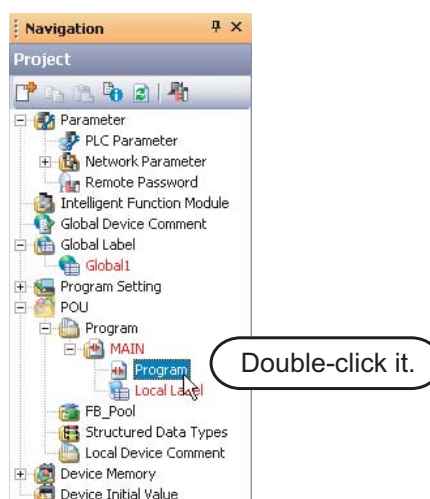 Navigation
Project
Parameter
PLC Parameter
Network Parameter
Remote Password
Intelligent Function Module
Global Device Comment
Global Label
Global1
Program Setting
POU
Program
MAIN
Program
Double-click it.
Local Label
FB_Pool
Structured Data Types
Local Device Comment
Device Memory
Device Initial Value